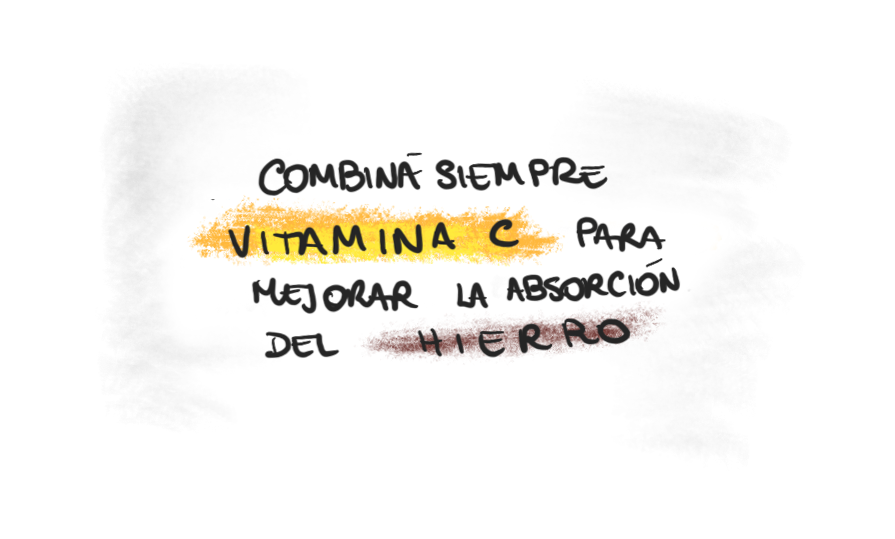 COMBINÁ SIEMPRE
VITAMINA C PARA
MEJORAR LA ABSORCIÓN
DEL HIERRO